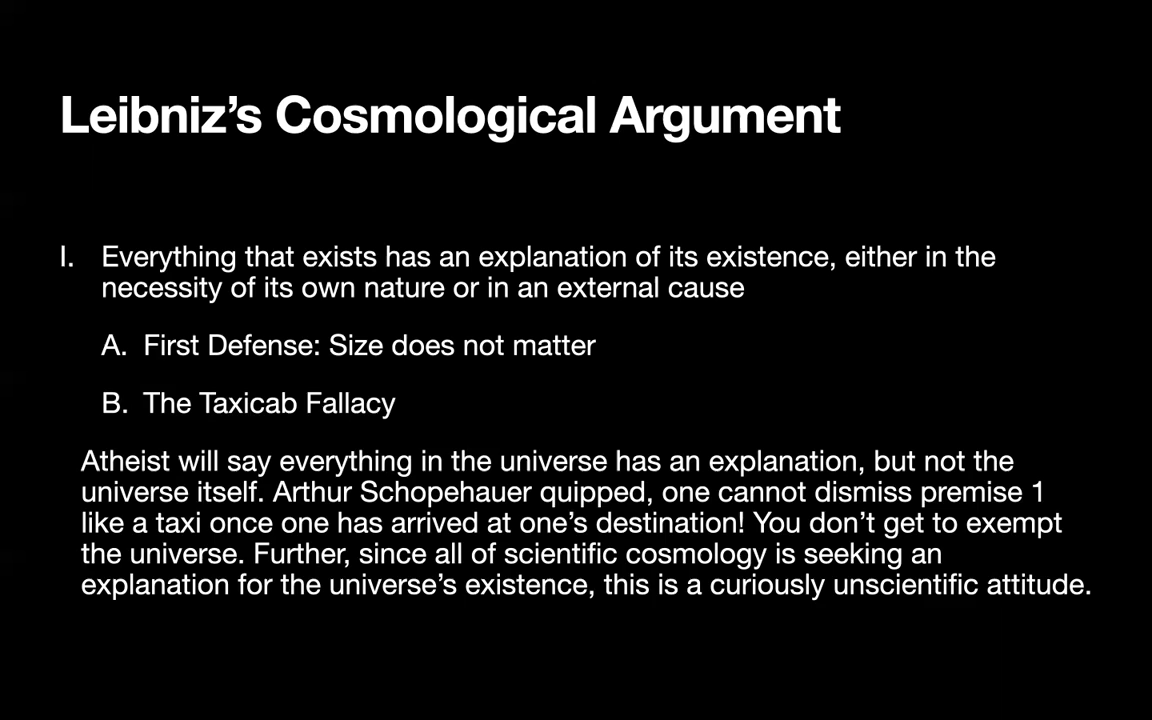 Leibniz’s Cosmological Argument
I. Everything that exists has an explanation of its existence, either in the
necessity of its own nature or in an external cause
A. First Defense: Size does not matter
B. The Taxicab Fallacy
Atheist will say everything in the universe has an explanation, but not the
universe itself. Arthur Schopehauer quipped, one cannot dismiss premise 1
like a taxi once one has arrived at one’s destination! You don’t get to exempt
the universe. Further, since all of scientific cosmology is seeking an
explanation for the universe’s existence, this is a curiously unscientific attitude.